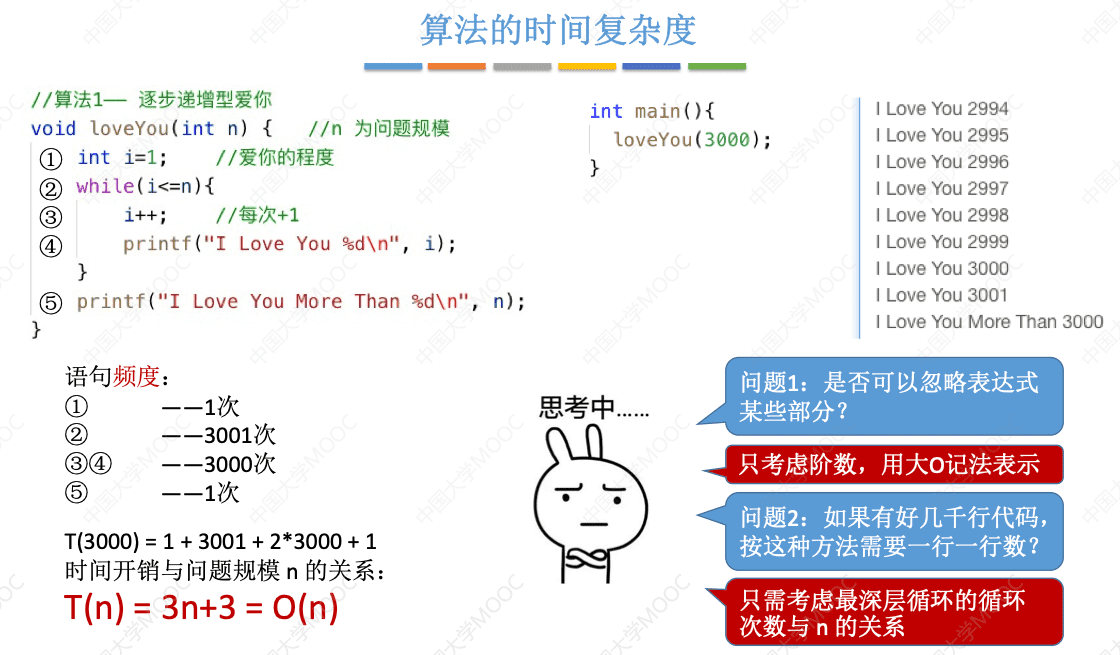 算法的时间复杂度
//算法1—— 逐步递增型爱你
void loveYou(int n) {   //n 为问题规模
① int i=1;    //爱你的程度
② while(i<=n){
③ i++;    //每次+1
④ printf("I Love You %d\n", i);
}
⑤ printf("I Love You More Than %d\n", n);
}
int main(){
loveYou(3000);
}
I Love You 2994
I Love You 2995
I Love You 2996
I Love You 2997
I Love You 2998
I Love You 2999
I Love You 3000
I Love You 3001
I Love You More Than 3000
语句频度：
① ——1次
② ——3001次
③④ ——3000次
⑤ ——1次
T(3000) = 1 + 3001 + 2*3000 + 1
时间开销与问题规模 n 的关系：
T(n) = 3n+3 = O(n)
思考中......
问题1：是否可以忽略表达式
某些部分？
只考虑阶数，用大O记法表示
问题2：如果有好几千行代码，
按这种方法需要一行一行数？
只需考虑最深层循环的循环
次数与 n 的关系
中国大学MOOC